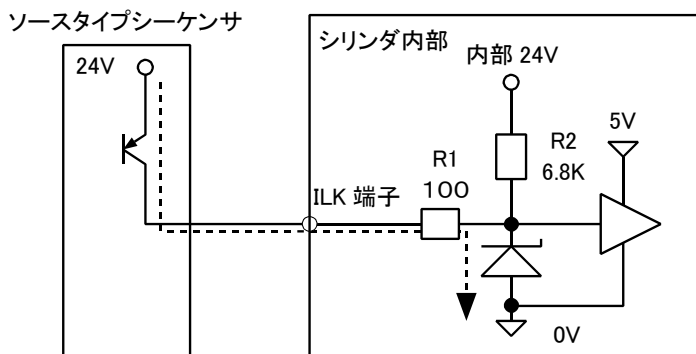 ソースタイプシーケンサ
24V
シリンダ内部
内部 24V
5V
R1
100
R2
6.8K
ILK 端子
0V